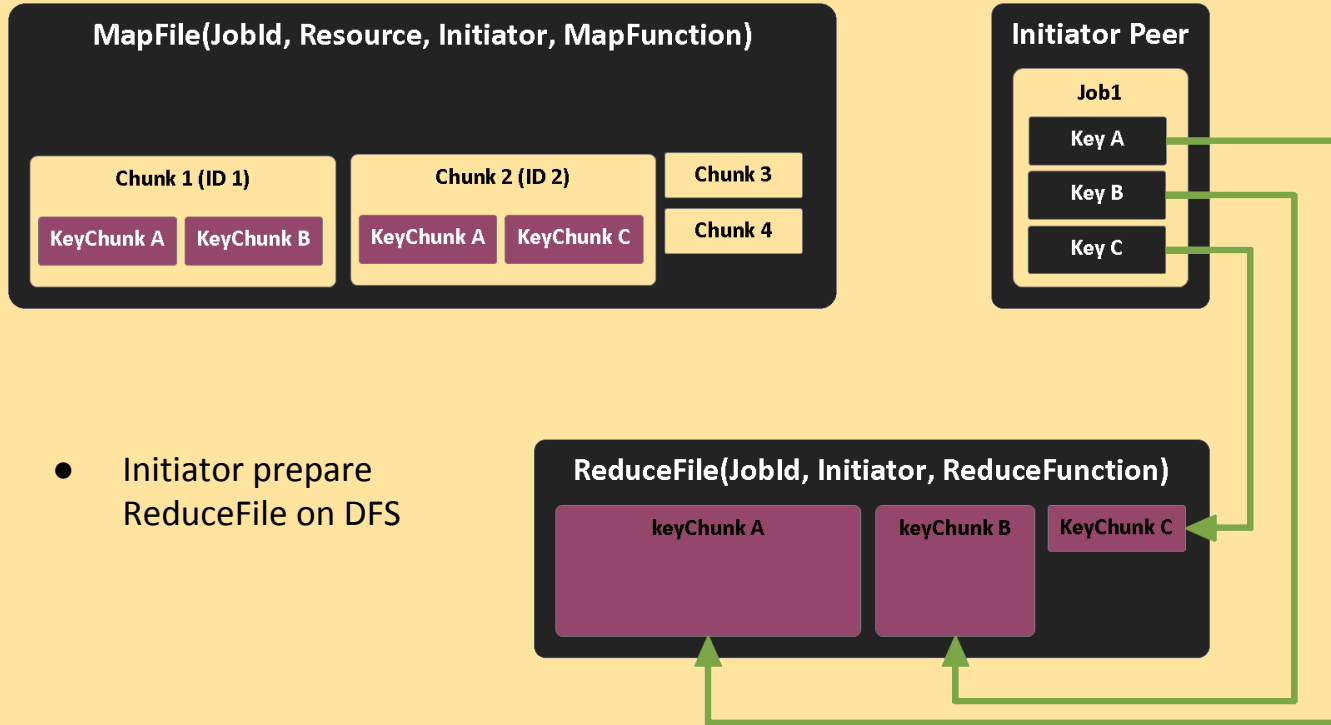 MapFile(JobId, Resource, Initiator, MapFunction)
Chunk 1 (ID 1)
KeyChunk A
KeyChunk B
Chunk 2 (ID 2)
KeyChunk A
KeyChunk C
Chunk 3
Chunk 4
Initiator Peer
Job1
Key A
Key B
Key C
● Initiator prepare
ReduceFile on DFS
ReduceFile(JobId, Initiator, ReduceFunction)
keyChunk A
keyChunk B
KeyChunk C